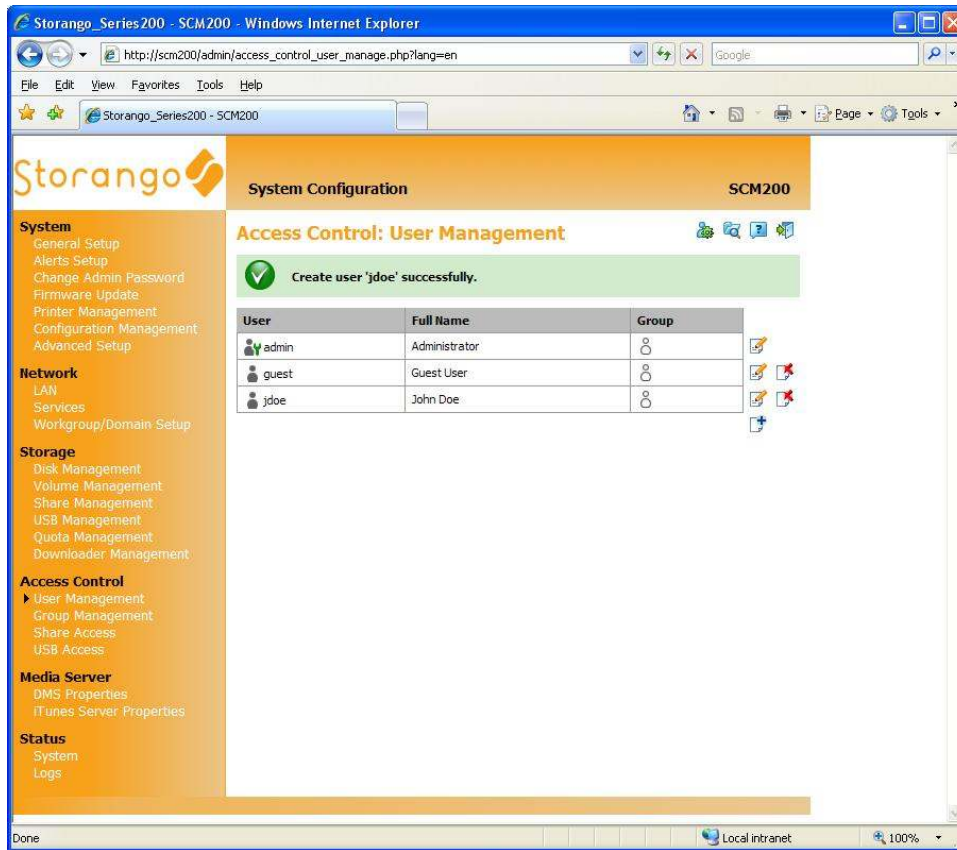 Storango_Series200 - SCM200 - Windows Internet Explorer
http://scm200/admin/access_control_user_manage.php?lang=en
Google
File Edit View Favorites Tools Help
Storango_Series200 - SCM200
Page
Tools
Storango
System Configuration
SCM200
System
General Setup
Alerts Setup
Change Admin Password
Firmware Update
Printer Management
Configuration Management
Advanced Setup
Network
LAN
Services
Workgroup/Domain Setup
Storage
Disk Management
Volume Management
Share Management
USB Management
Quota Management
Downloader Management
Access Control
User Management
Group Management
Share Access
USB Access
Media Server
DMS Properties
iTunes Server Properties
Status
System
Logs
Access Control: User Management
Create user 'jdoe' successfully.
User Full Name Group
admin Administrator
guest Guest User
jdoe John Doe
Done
Local intranet
100%